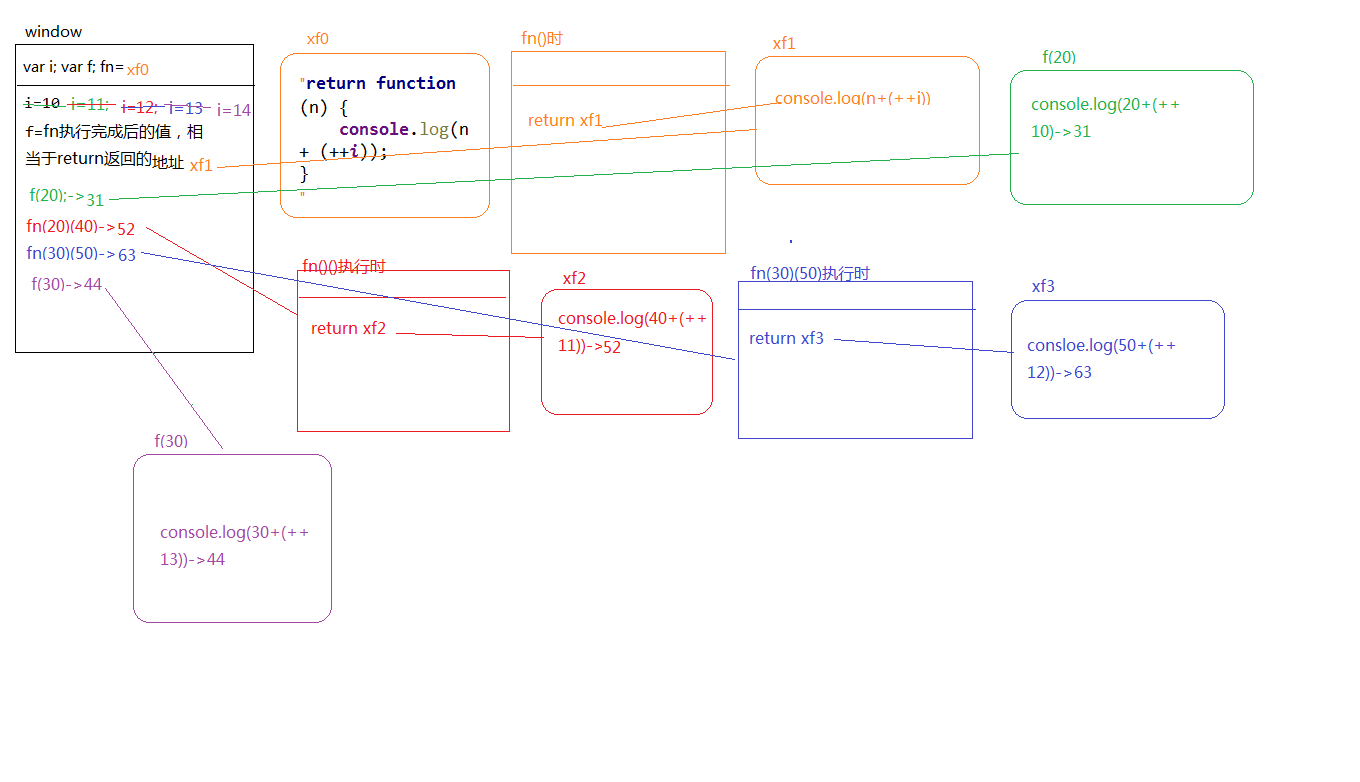 window
var i; var f; fn= xf0
i=10 i=11; i=12; i=13 i=14
f=fn执行完成后的值，相
当于return返回的地址 xf1
f(20);->31
fn(20)(40)->52
fn(30)(50)->63
f(30)->44
xf0
"return function
(n) {
console.log(n
+ (++i));
}
"
fn()时
return xf1
xf1
console.log(n+(++i))
f(20)
console.log(20+(++
10)->31
fn()()执行时
return xf2
xf2
console.log(40+(++
11))->52
fn(30)(50)执行时
return xf3
xf3
consloe.log(50+(++
12))->63
f(30)
console.log(30+(++
13))->44